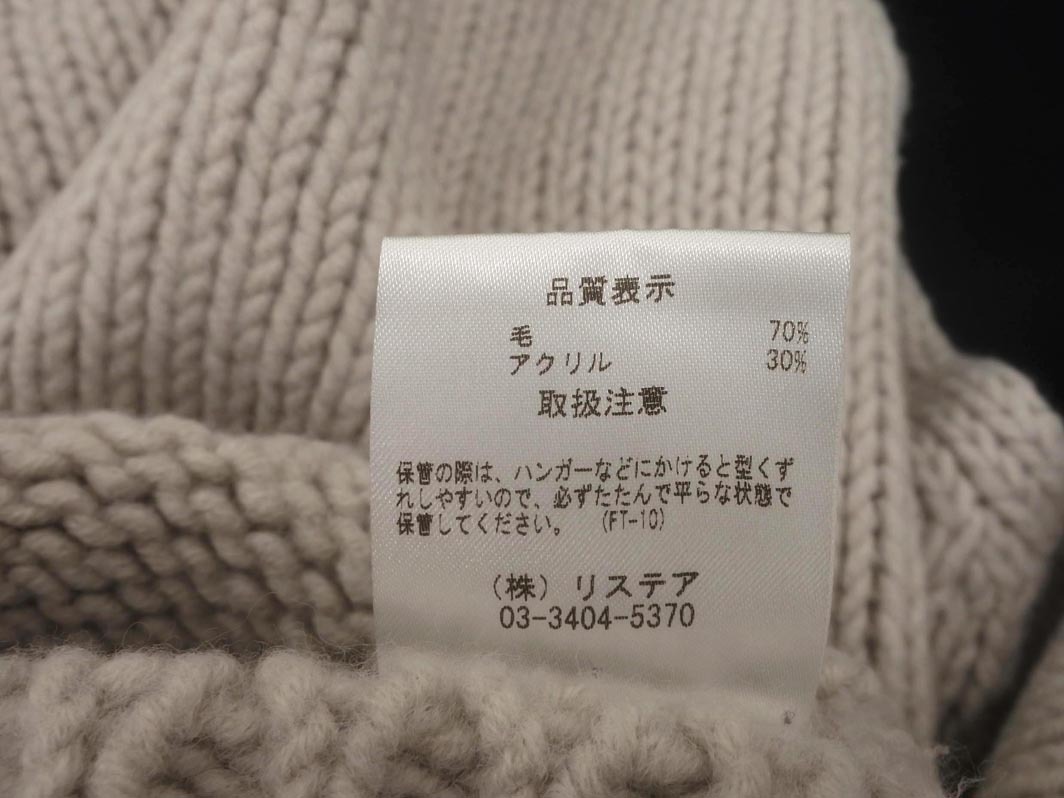 品質表示
毛 70%
アクリル 30%
取扱注意
保管の際は、ハンガーなどにかけると型くず
れしやすいので、必ずたたんで平らな状態で
保管してください。 (FT-10)
(株) リステア
03-3404-5370